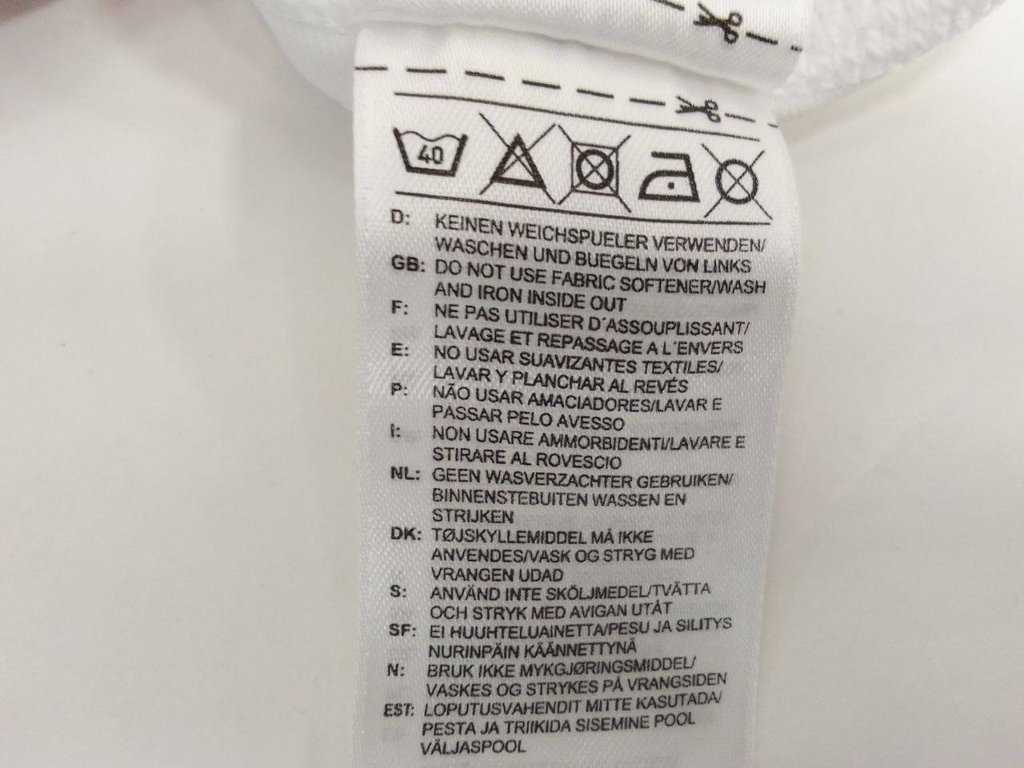 40
D: KEINEN WEICHSPUELER VERWENDEN/
WASCHEN UND BUEGELN VON LINKS
GB: DO NOT USE FABRIC SOFTENER/WASH
AND IRON INSIDE OUT
F: NE PAS UTILISER D´ASSOUPLISSANT/
LAVAGE ET REPASSAGE A L´ENVERS
E: NO USAR SUAVIZANTES TEXTILES/
LAVAR Y PLANCHAR AL REVÉS
P: NÃO USAR AMACIADORES/LAVAR E
PASSAR PELO AVESSO
I: NON USARE AMMORBIDENTI/LAVARE E
STIRARE AL ROVESCIO
NL: GEEN WASVERZACHTER GEBRUIKEN/
BINNENSTEBUITEN WASSEN EN
STRIJKEN
DK: TØJSKYLLEMIDDEL MÅ IKKE
ANVENDES/VASK OG STRYG MED
VRANGEN UDAD
S: ANVÄND INTE SKÖLJMEDEL/TVÄTTA
OCH STRYK MED AVIGAN UTÅT
SF: EI HUUHTELUAINETTA/PESU JA SILITYS
NURINPÄIN KÄÄNNETTYNÄ
N: BRUK IKKE MYKGJØRINGSMIDDEL/
VASKES OG STRYKES PÅ VRANGSIDEN
EST: LOPUTUSVAHENDIT MITTE KASUTADA/
PESTA JA TRIIKIDA SISEMINE POOL
VÄLJASPOOL